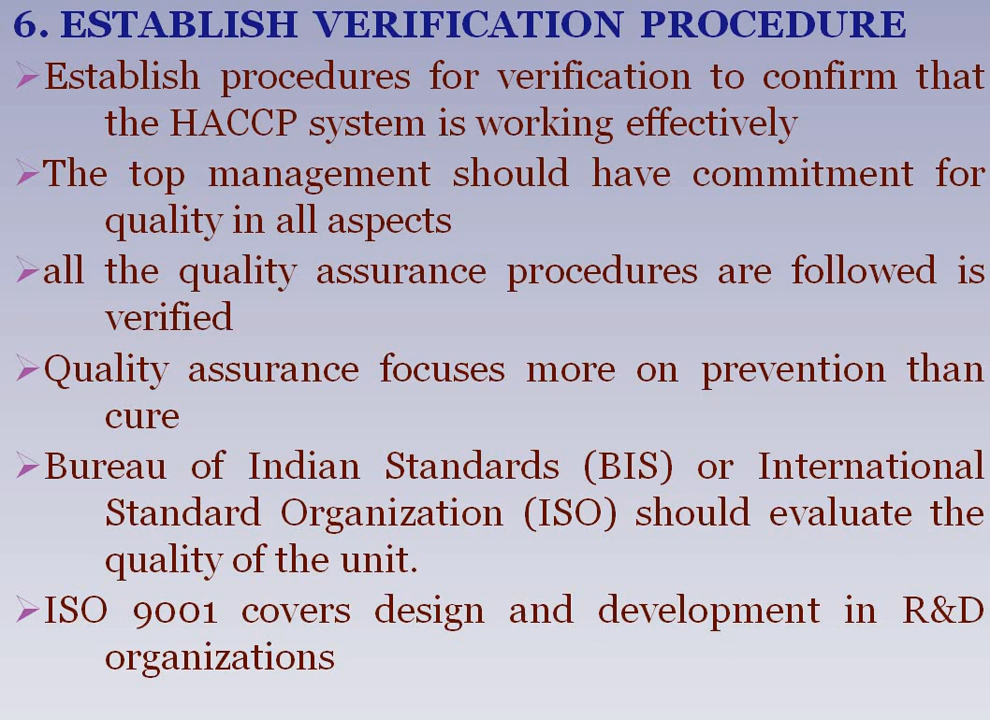 6. ESTABLISH VERIFICATION PROCEDURE
➢Establish procedures for verification to confirm that
the HACCP system is working effectively
➢The top management should have commitment for
quality in all aspects
➢all the quality assurance procedures are followed is
verified
➢Quality assurance focuses more on prevention than
cure
➢Bureau of Indian Standards (BIS) or International
Standard Organization (ISO) should evaluate the
quality of the unit.
➢ISO 9001 covers design and development in R&D
organizations